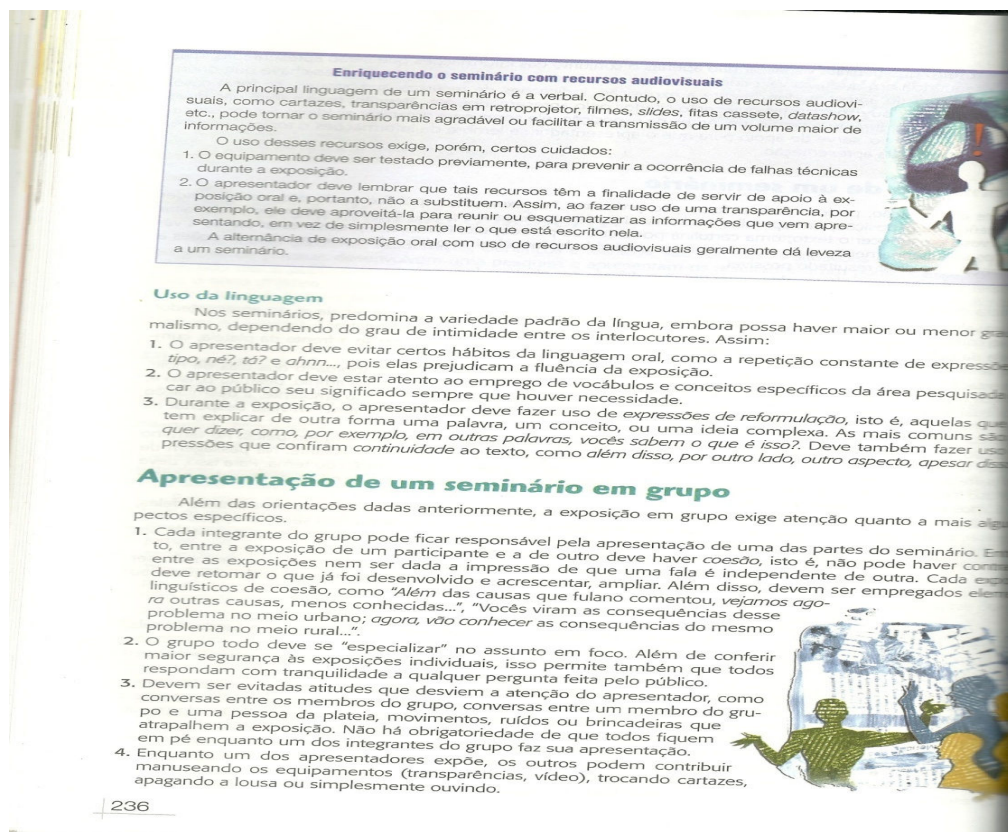 Enriquecendo o seminário com recursos audiovisuais
A principal linguagem de um seminário é a verbal. Contudo, o uso de recursos audiovi-
suais, como cartazes, transparências em retroprojetor, filmes, slides, fitas cassete, datashow,
etc., pode tornar o seminário mais agradável ou facilitar a transmissão de um volume maior de
informações.
O uso desses recursos exige, porém, certos cuidados:
1. O equipamento deve ser testado previamente, para prevenir a ocorrência de falhas técnicas
durante a exposição.
2. O apresentador deve lembrar que tais recursos têm a finalidade de servir de apoio à ex-
posição oral e, portanto, não a substituem. Assim, ao fazer uso de uma transparência, por
exemplo, ele deve aproveitá-la para reunir ou esquematizar as informações que vem apre-
sentando, em vez de simplesmente ler o que está escrito nela.
A alternância de exposição oral com uso de recursos audiovisuais geralmente dá leveza
a um seminário.
Uso da linguagem
Nos seminários, predomina a variedade padrão da língua, embora possa haver maior ou menor
malismo, dependendo do grau de intimidade entre os interlocutores. Assim:
1. O apresentador deve evitar certos hábitos da linguagem oral, como a repetição constante de
tipo, né?, tá? e ahnn..., pois elas prejudicam a fluência da exposição.
2. O apresentador deve estar atento ao emprego de vocábulos e conceitos específicos da área pesquisada
car ao público seu significado sempre que houver necessidade.
3. Durante a exposição, o apresentador deve fazer uso de expressões de reformulação, isto é, aquelas que
tem explicar de outra forma uma palavra, um conceito, ou uma ideia complexa. As mais comuns são
quer dizer, como, por exemplo, em outras palavras, vocês sabem o que é isso?. Deve também fazer uso
pressões que confiram continuidade ao texto, como além disso, por outro lado, outro aspecto, apesar
Apresentação de um seminário em grupo
Além das orientações dadas anteriormente, a exposição em grupo exige atenção quanto a mais
pectos específicos.
1. Cada integrante do grupo pode ficar responsável pela apresentação de uma das partes do seminário.
to, entre a exposição de um participante e a de outro deve haver coesão, isto é, não pode haver
entre as exposições nem ser dada a impressão de que uma fala é independente de outra. Cada
deve retomar o que já foi desenvolvido e acrescentar, ampliar. Além disso, devem ser empregados
linguísticos de coesão, como "Além das causas que fulano comentou, vejamos ago-
ra outras causas, menos conhecidas...", "Vocês viram as consequências desse
problema no meio urbano; agora, vão conhecer as consequências do mesmo
problema no meio rural...".
2. O grupo todo deve se "especializar" no assunto em foco. Além de conferir
maior segurança às exposições individuais, isso permite também que todos
respondam com tranquilidade a qualquer pergunta feita pelo público.
3. Devem ser evitadas atitudes que desviem a atenção do apresentador, como
conversas entre os membros do grupo, conversas entre um membro do gru-
po e uma pessoa da plateia, movimentos, ruídos ou brincadeiras que
atrapalhem a exposição. Não há obrigatoriedade de que todos fiquem
em pé enquanto um dos integrantes do grupo faz sua apresentação.
4. Enquanto um dos apresentadores expõe, os outros podem contribuir
manuseando os equipamentos (transparências, vídeo), trocando cartazes,
apagando a lousa ou simplesmente ouvindo.
236